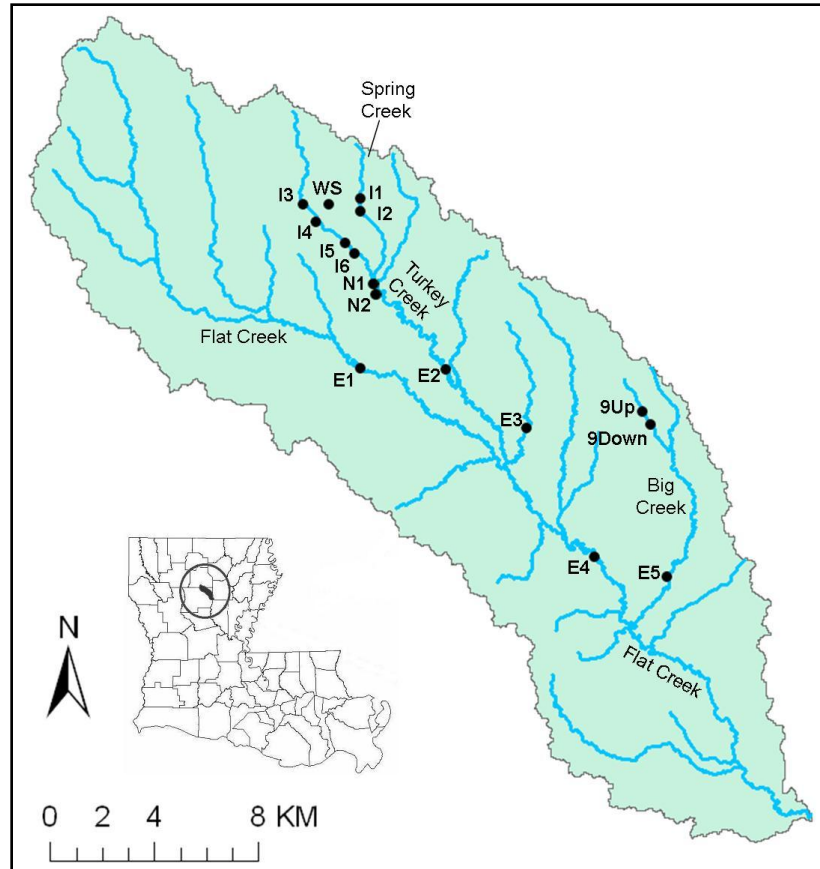 Spring
Creek
I3
WS
I1
I2
I4
I5
I6
N1
N2
Turkey
Creek
Flat Creek
E1
E2
E3
9Up
9Down
Big
Creek
E4
E5
Flat Creek
N
0 2 4 8 KM